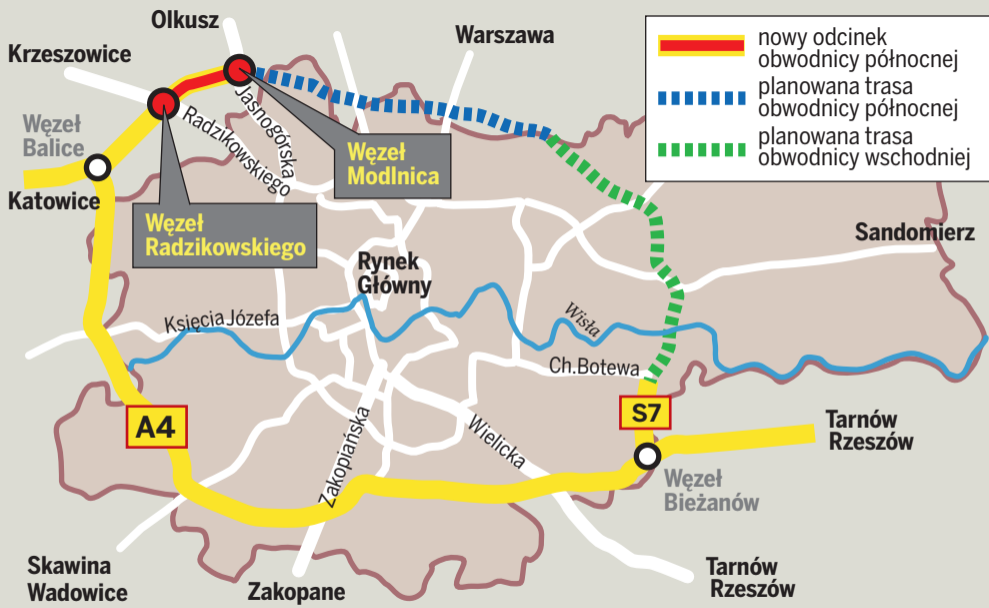 Olkusz
Krzeszowice
Warszawa
nowy odcinek
obwodnicy północnej
planowana trasa
obwodnicy północnej
planowana trasa
obwodnicy wschodniej
Węzeł
Balice
Katowice
Jasnogórska
Radzikowskiego
Węzeł
Modlnica
Węzeł
Radzikowskiego
Rynek
Główny
Sandomierz
Księcia Józefa
Wisła
Ch.Botewa
A4
S7
Zakopiańska
Wielicka
Tarnów
Rzeszów
Węzeł
Bieżanów
Skawina
Wadowice
Zakopane
Tarnów
Rzeszów